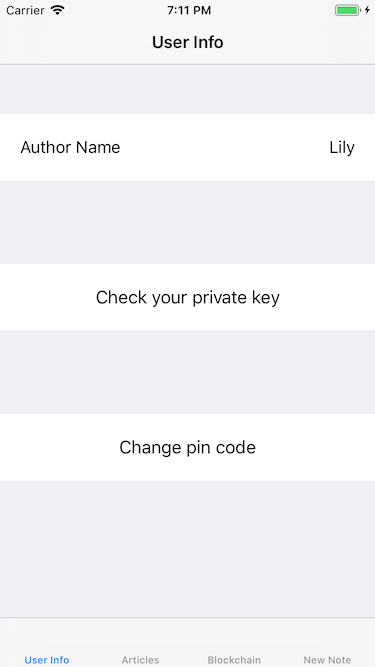 Carrier 7:11 PM
User Info
Author Name Lily
Check your private key
Change pin code
User Info Articles Blockchain New Note